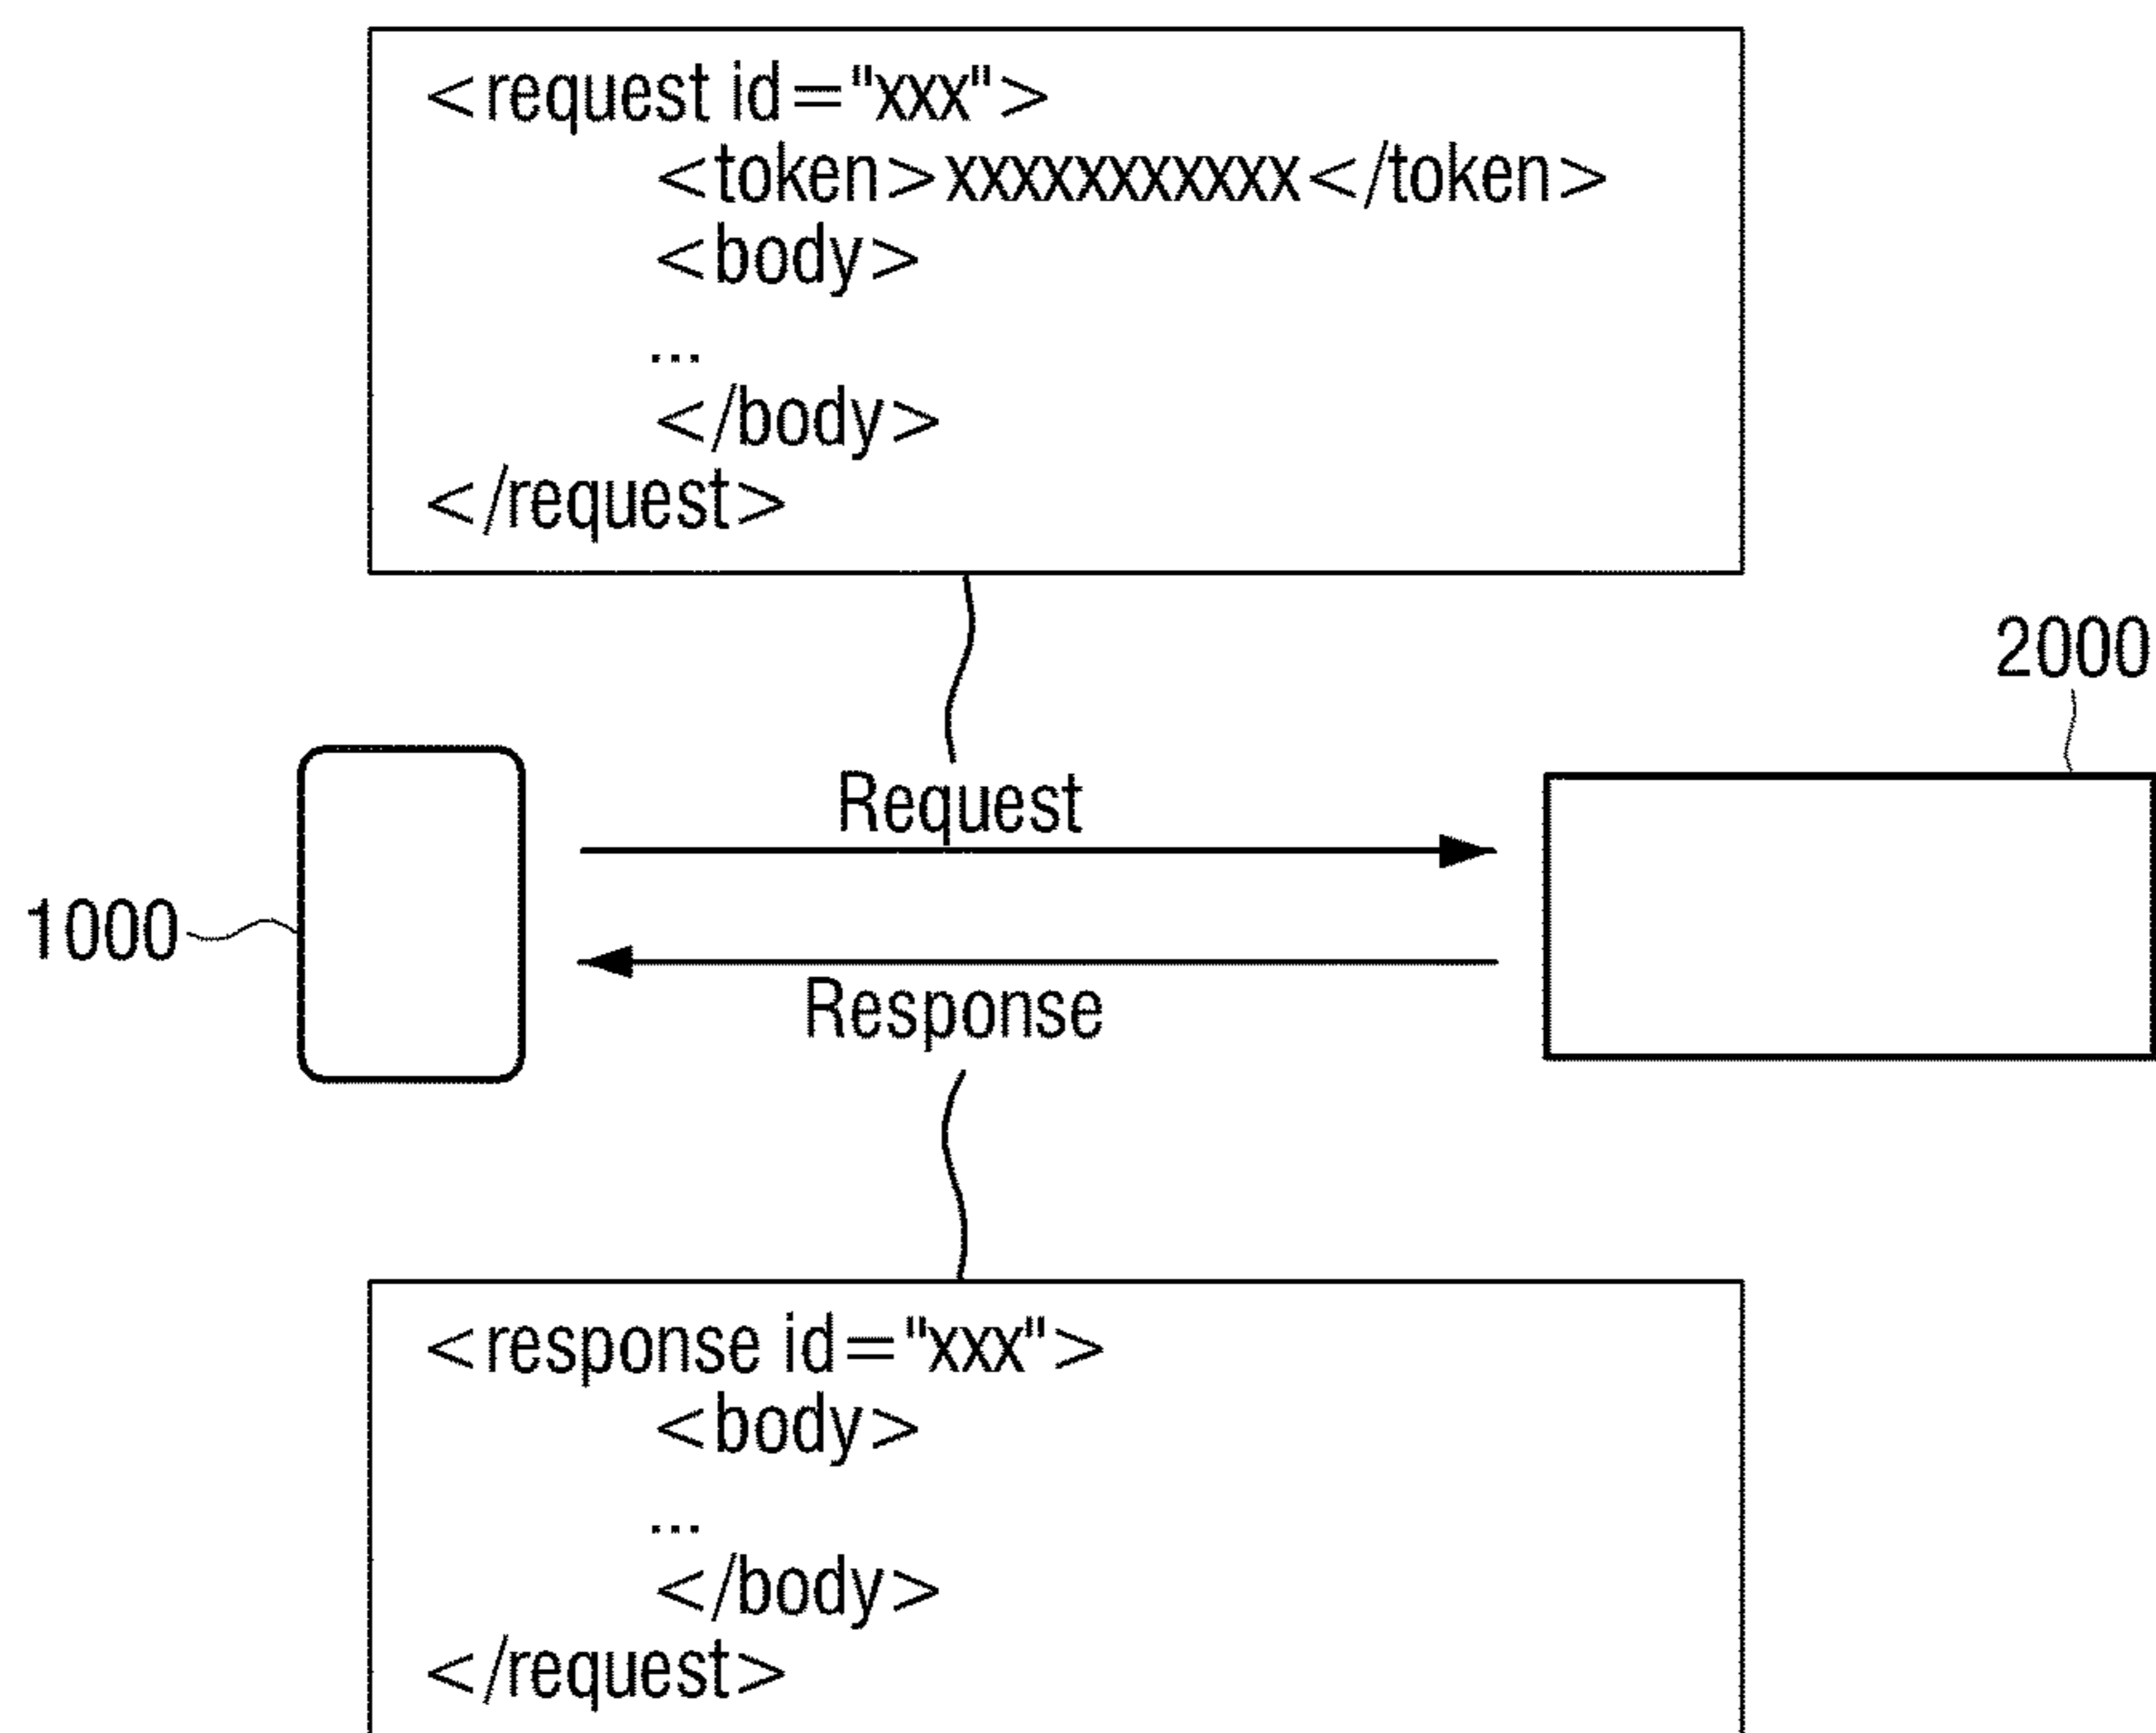 <request id="xxx">
<token>xxxxxxxxxxx</token>
<body>
...
</body>
</request>
2000
Request
1000
Response
<response id="xxx">
<body>
...
</body>
</request>